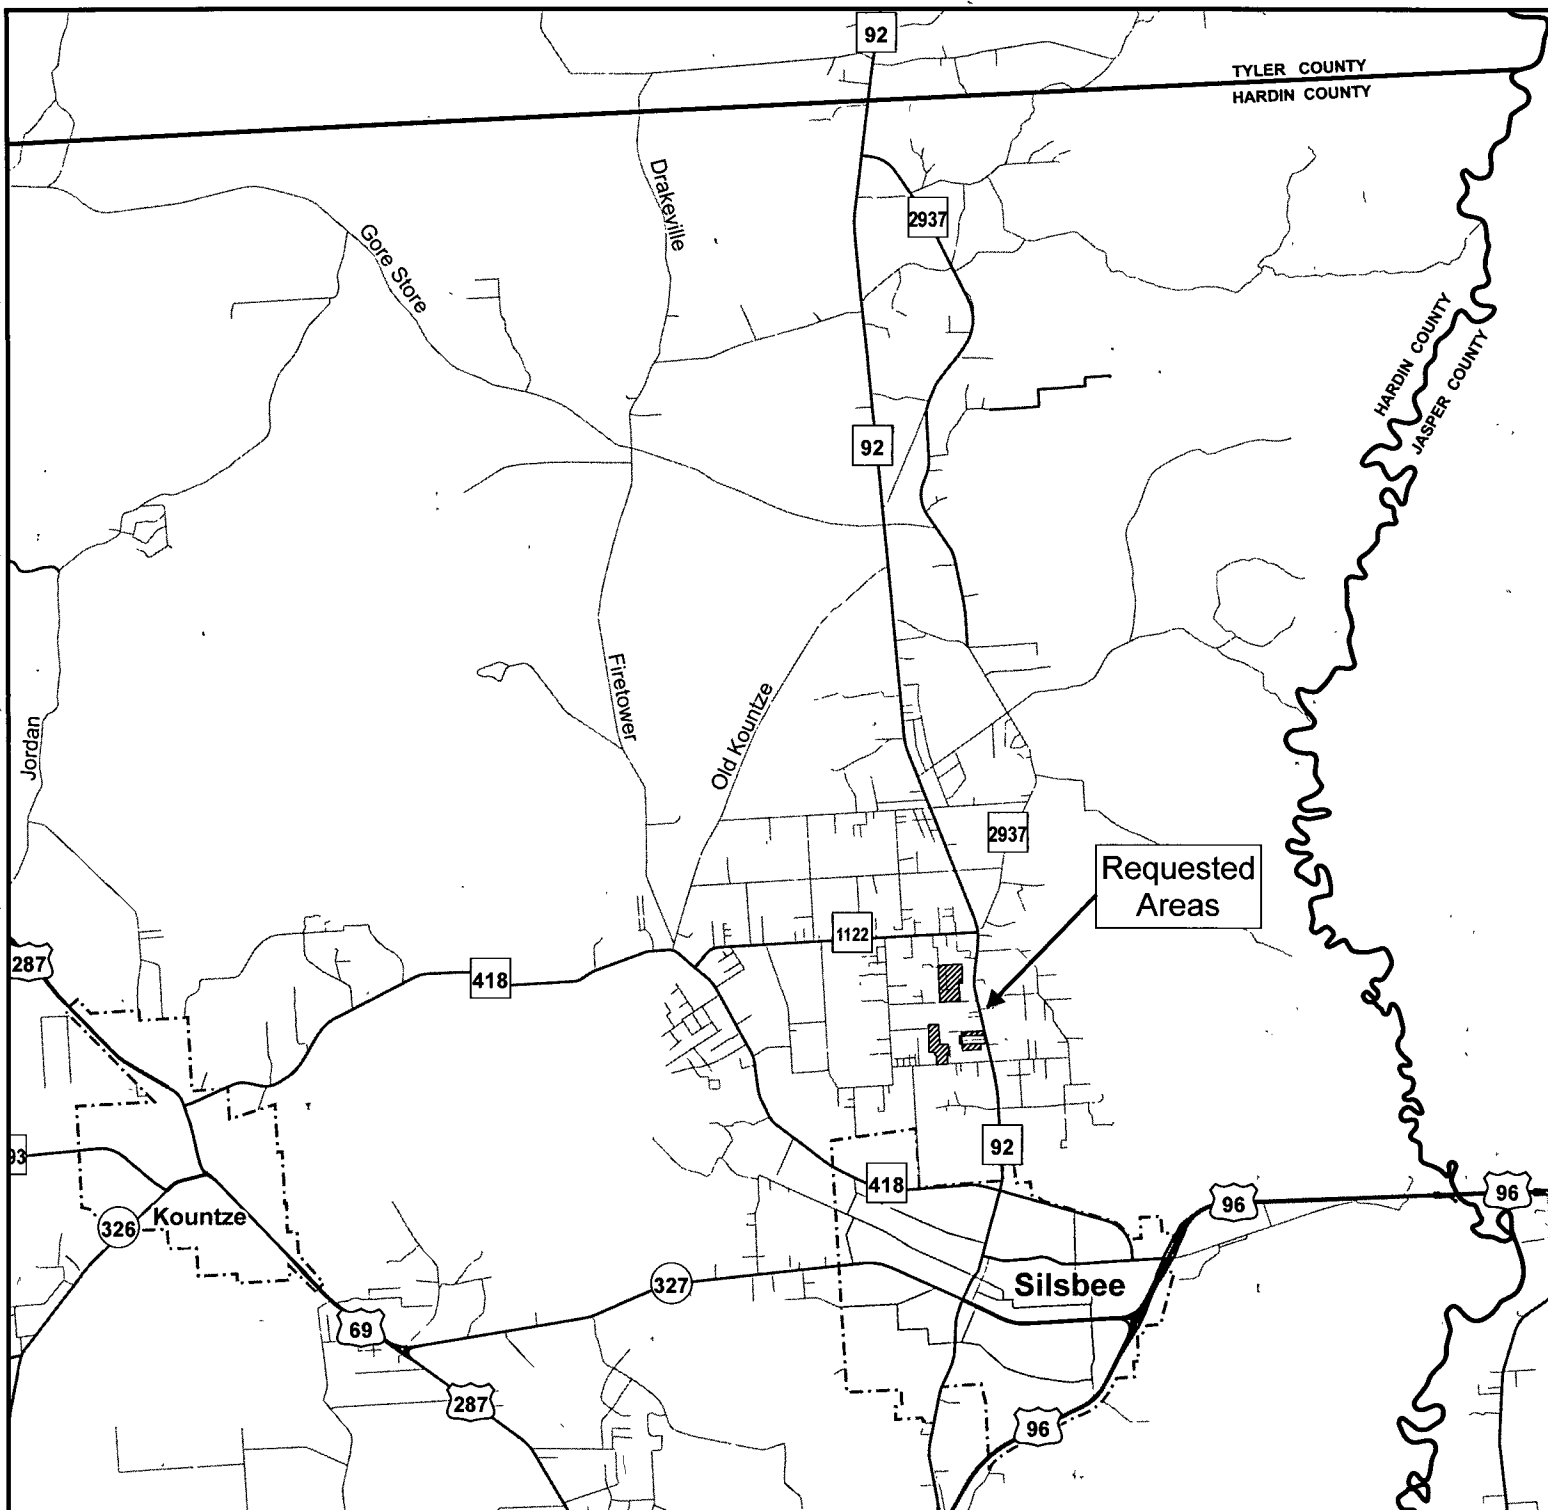 92
TYLER COUNTY
HARDIN COUNTY
Drakeville
2937
Gore Store
HARDIN COUNTY
JASPER COUNTY
92
Firetower
Old Kountze
Jordan
2937
Requested
Areas
1122
287
418
92
93
418
96
96
326
Kountze
327
Silsbee
69
287
96